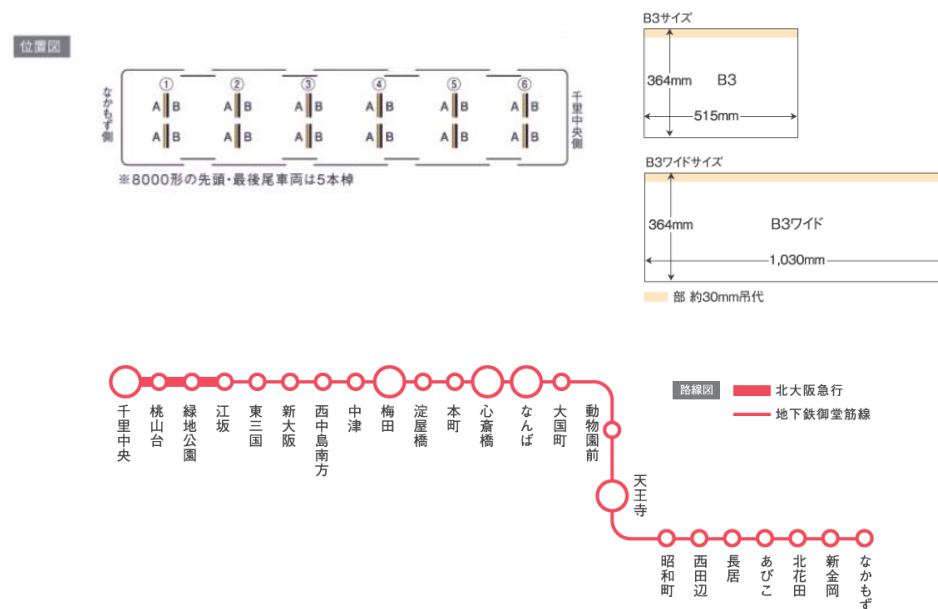 位置図
なかもず側
① ② ③ ④ ⑤ ⑥
A B A B A B A B A B A B
A B A B A B A B A B A B
千里中央側
※8000形の先頭・最後尾車両は5本棹
B3サイズ
364mm
B3
515mm
B3ワイドサイズ
364mm
B3ワイド
1,030mm
部 約30mm吊代
路線図
北大阪急行
地下鉄御堂筋線
千里中央
桃山台
緑地公園
江坂
東三国
新大阪
西中島南方
中津
梅田
淀屋橋
本町
心斎橋
なんば
大国町
動物園前
天王寺
昭和町
西田辺
長居
あびこ
北花田
新金岡
なかもず